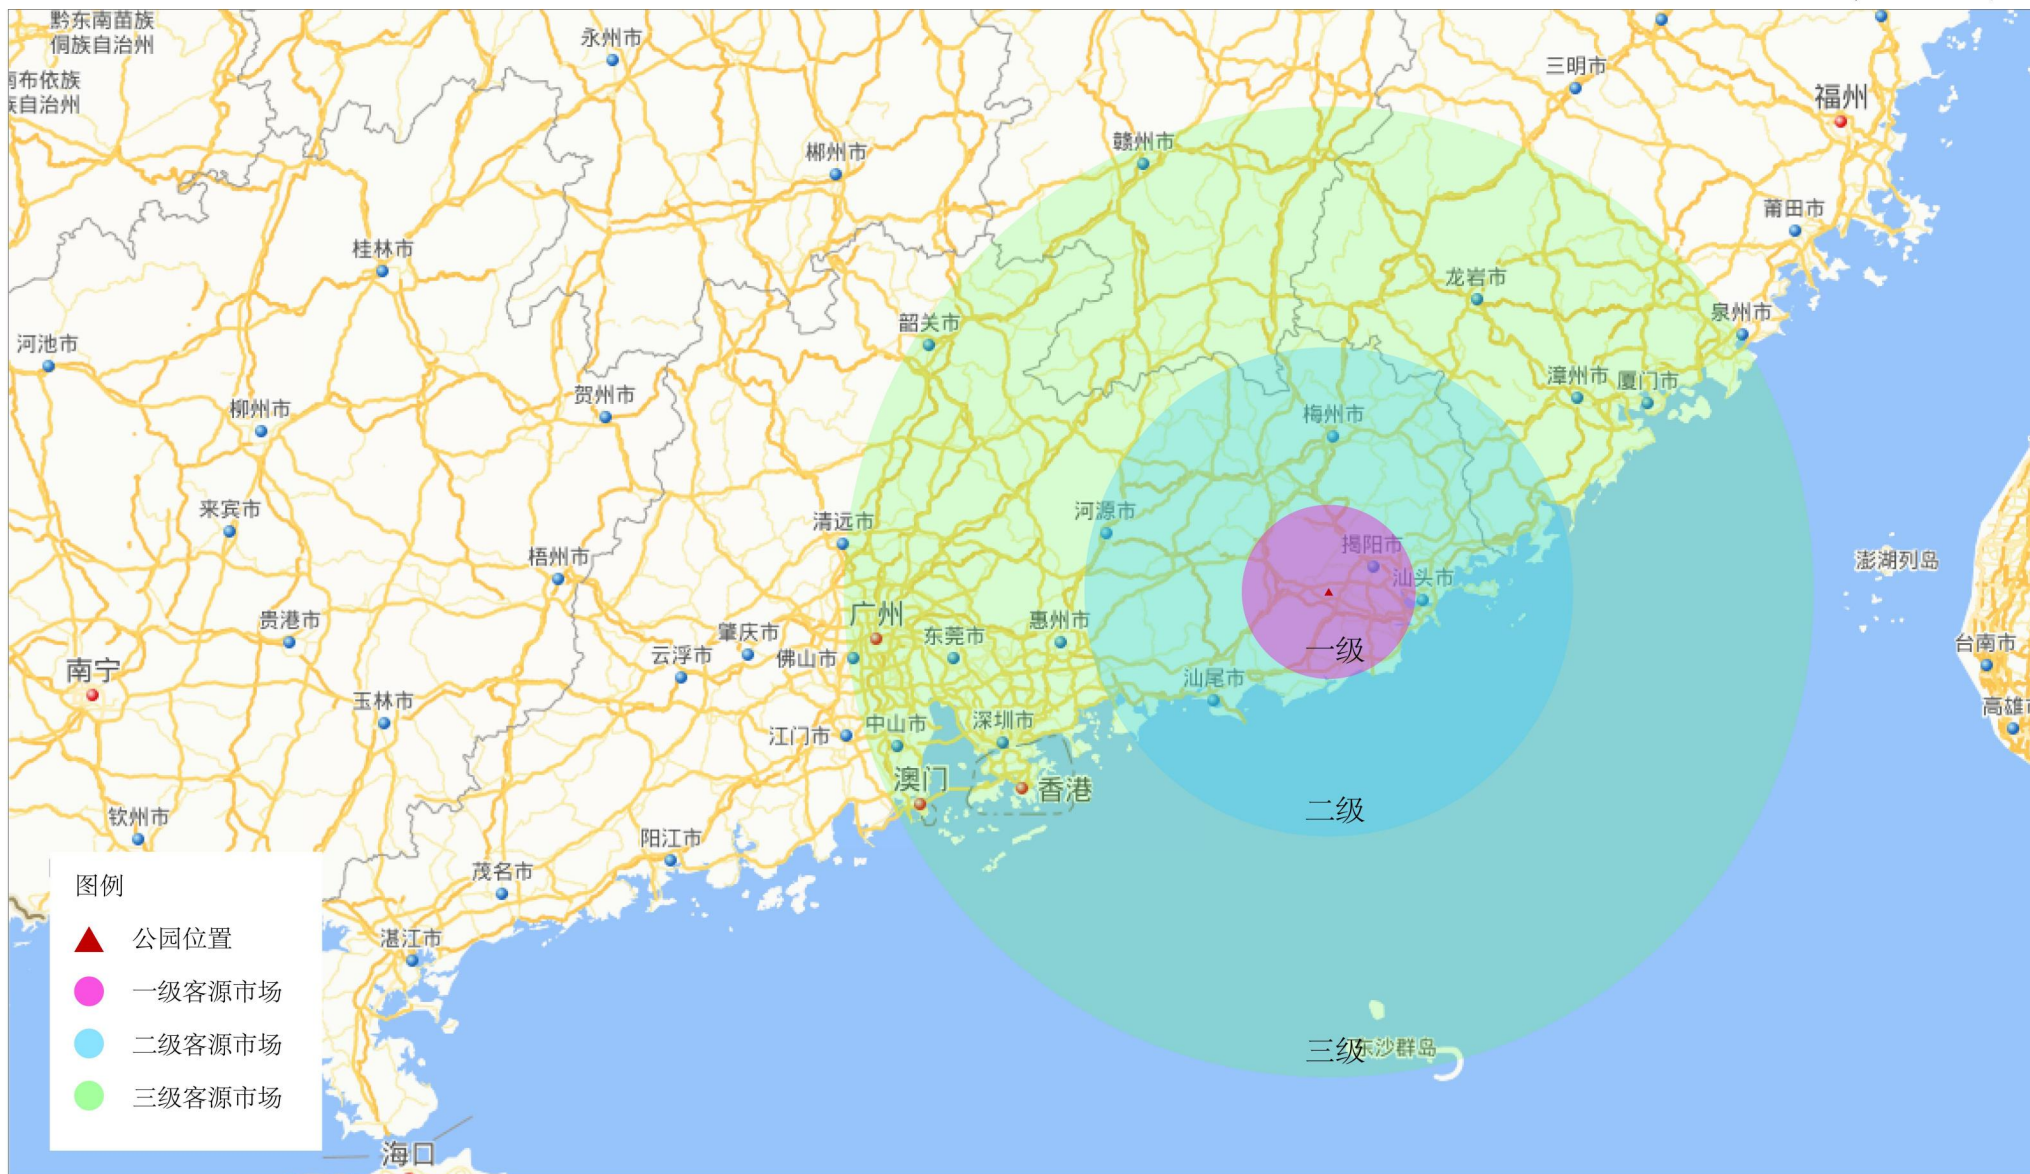 黔东南苗族
侗族自治州
南布依族
族自治州
永州市
三明市
福州
郴州市
赣州市
莆田市
桂林市
龙岩市
泉州市
韶关市
河池市
贺州市
漳州市
厦门市
柳州市
梅州市
来宾市
清远市
河源市
梧州市
揭阳市
汕头市
澎湖列岛
贵港市
广州
惠州市
肇庆市
东莞市
台南市
云浮市
佛山市
一级
南宁
汕尾市
玉林市
中山市
深圳市
高雄市
江门市
澳门
香港
二级
钦州市
阳江市
茂名市
图例
公园位置
湛江市
一级客源市场
二级客源市场
三级
东沙群岛
三级客源市场
海口